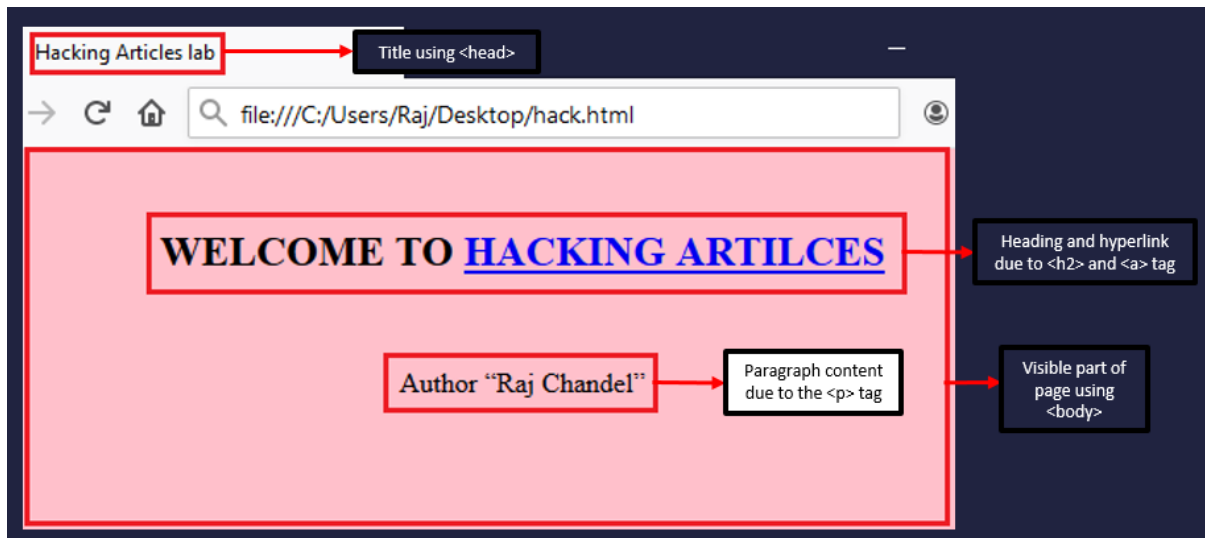 Hacking Articles lab
Title using <head>
file:///C:/Users/Raj/Desktop/hack.html
WELCOME TO HACKING ARTILCES
Heading and hyperlink
due to <h2> and <a> tag
Author “Raj Chandel”
Paragraph content
due to the <p> tag
Visible part of
page using
<body>